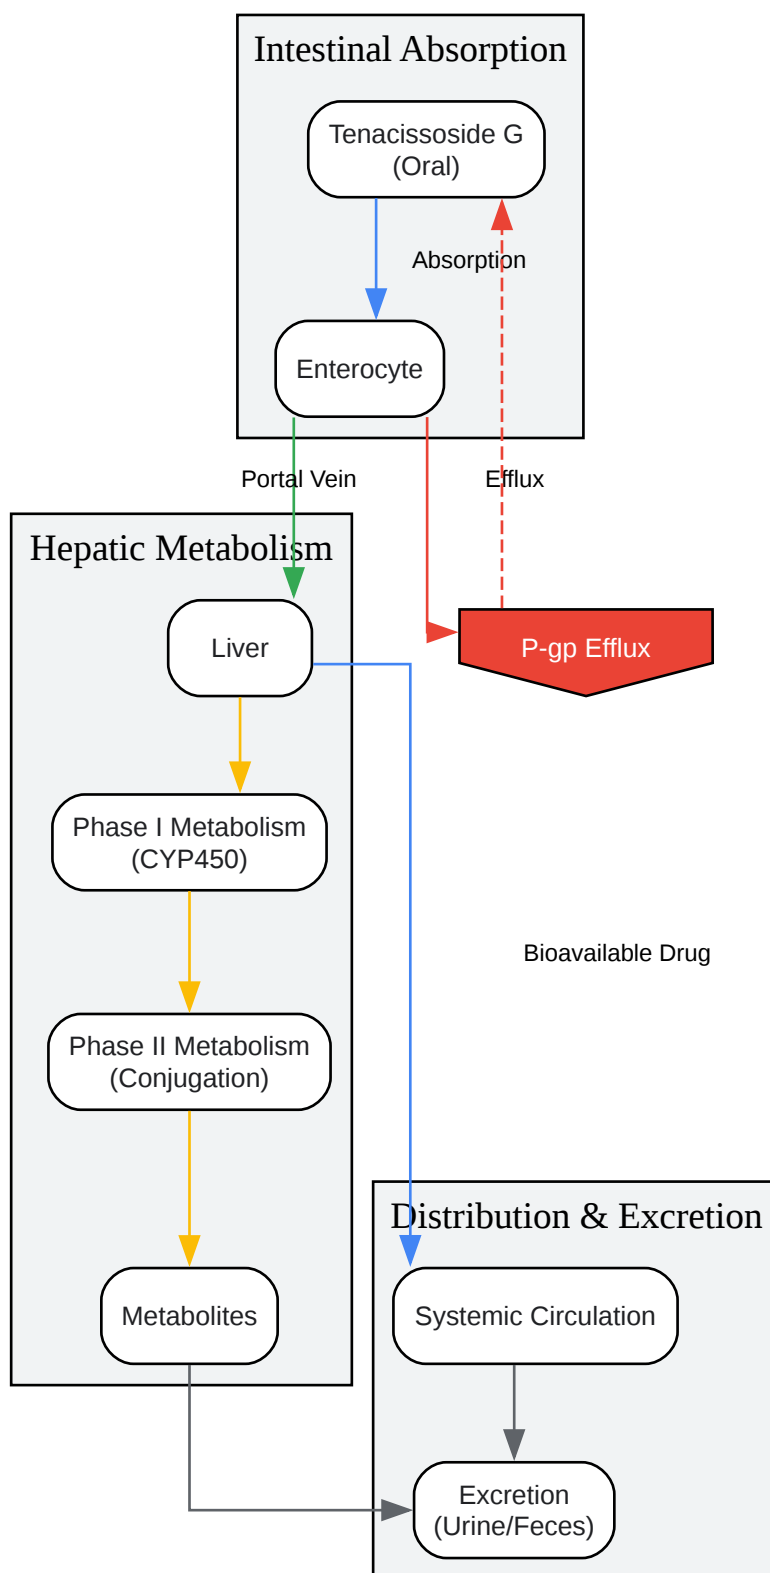 Intestinal Absorption
Tenacissoside G
(Oral)
Absorption
Enterocyte
Portal Vein
Efflux
Hepatic Metabolism
Liver
P-gp Efflux
Phase I Metabolism
(CYP450)
Bioavailable Drug
Phase II Metabolism
(Conjugation)
Distribution & Excretion
Metabolites
Systemic Circulation
Excretion
(Urine/Feces)